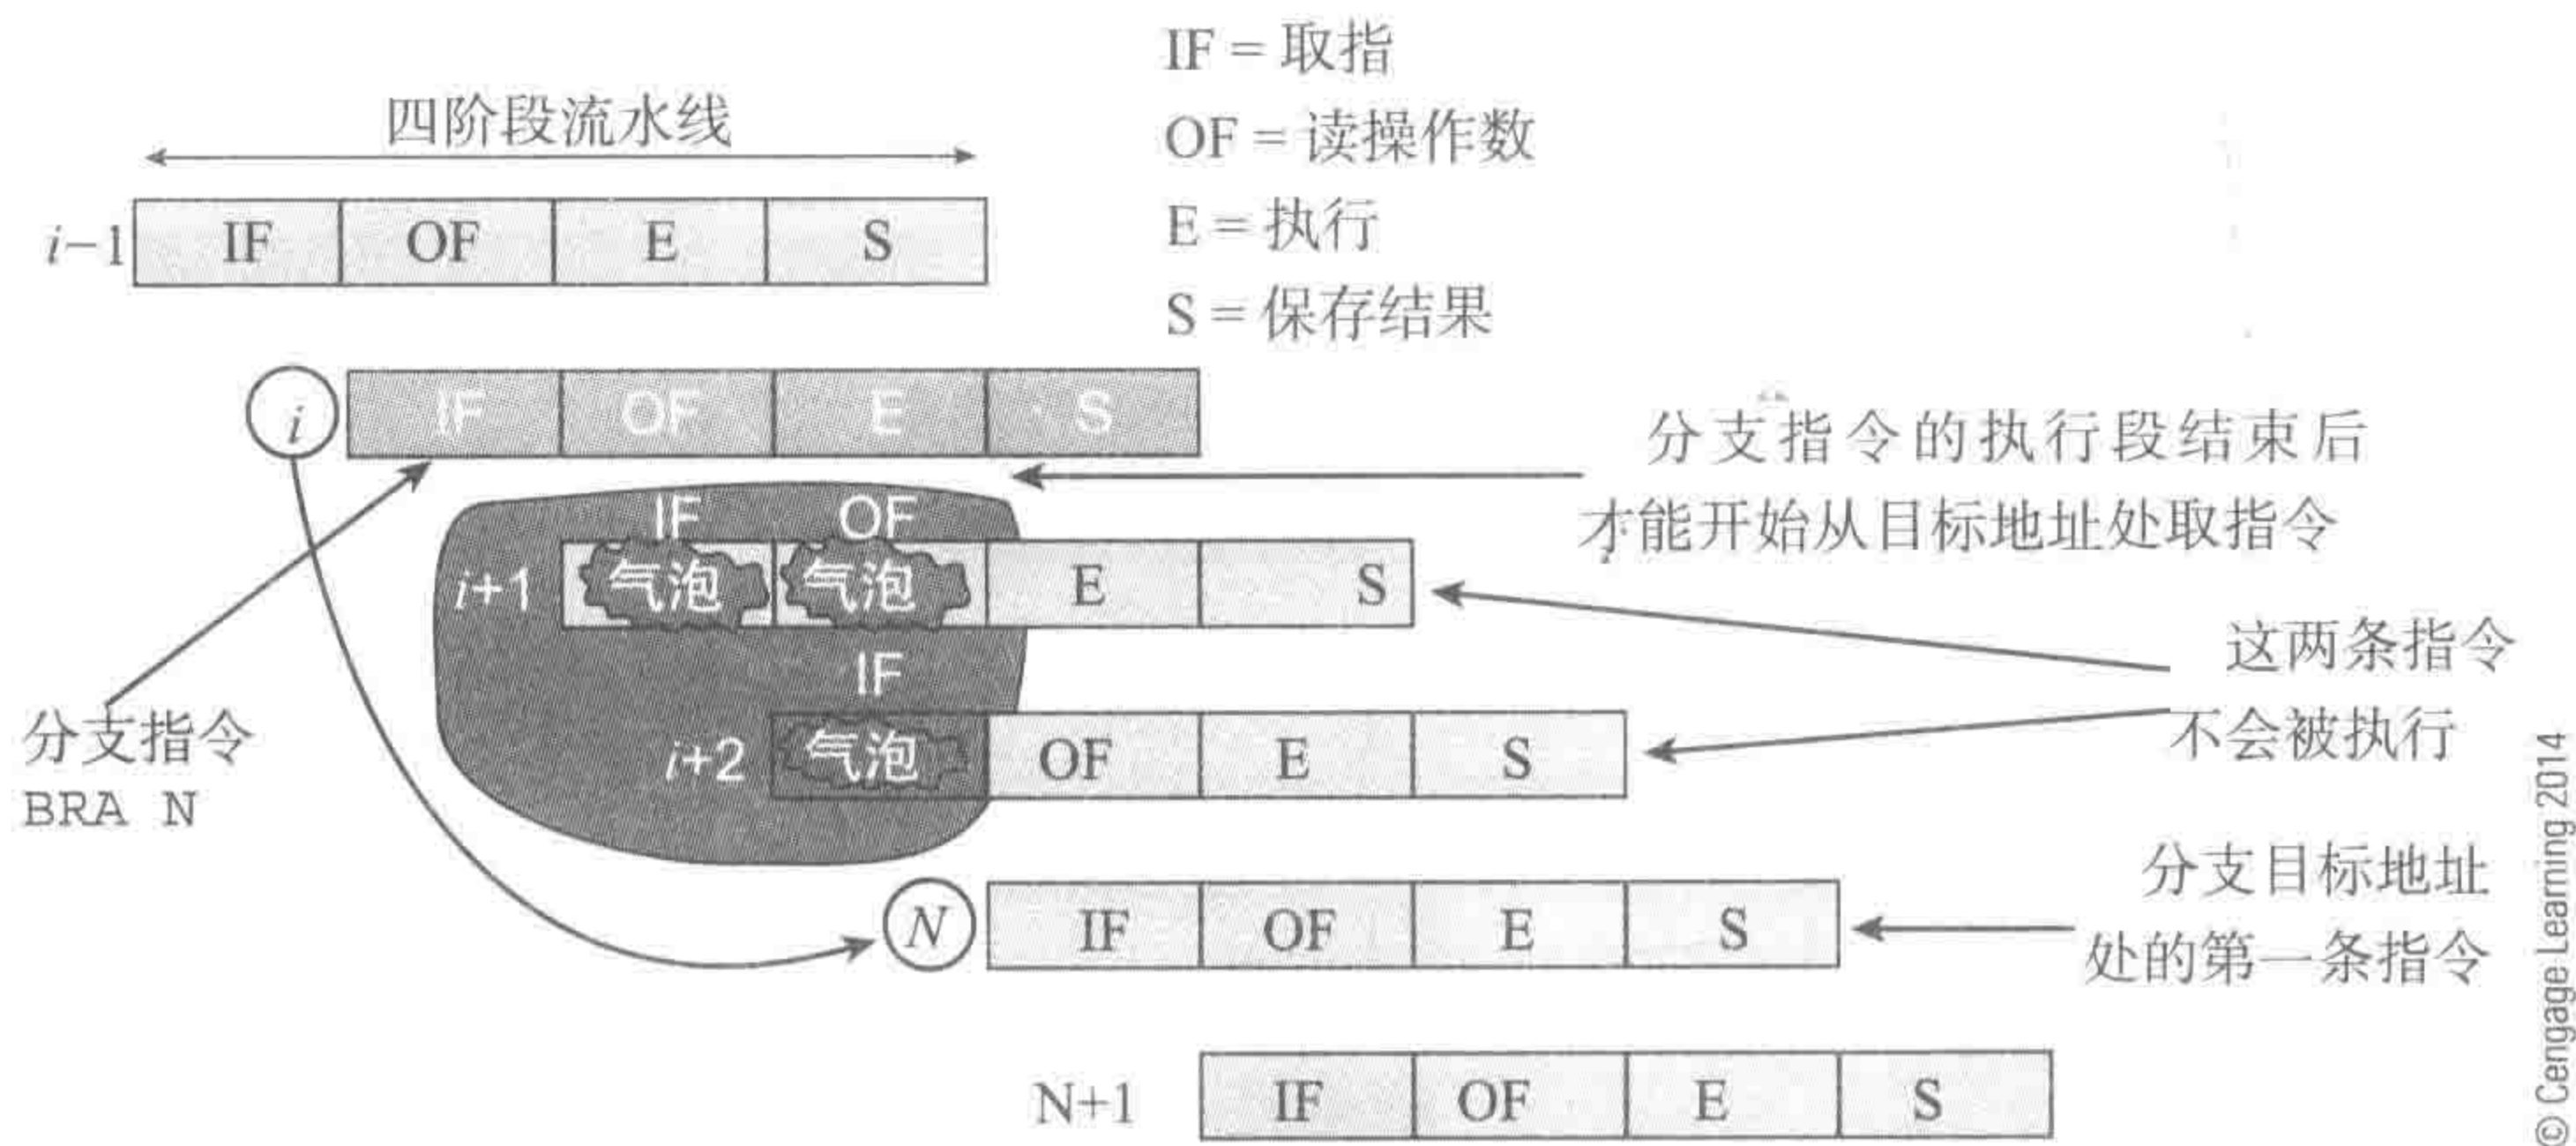 IF = 取指
四阶段流水线
OF = 读操作数
i−1 IF OF E S
E = 执行
S = 保存结果
i IF OF E S
分支指令的执行段结束后
才能开始从目标地址处取指令
IF OF
i+1 气泡 气泡 E S
这两条指令
不会被执行
IF
i+2 气泡 OF E S
分支指令
BRA N
分支目标地址
处的第一条指令
N IF OF E S
N+1 IF OF E S
© Cengage Learning 2014